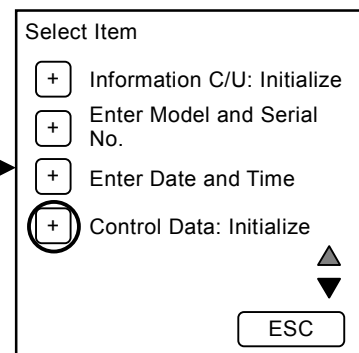 Select Item
+ Information C/U: Initialize
+ Enter Model and Serial
No.
+ Enter Date and Time
+ Control Data: Initialize
ESC